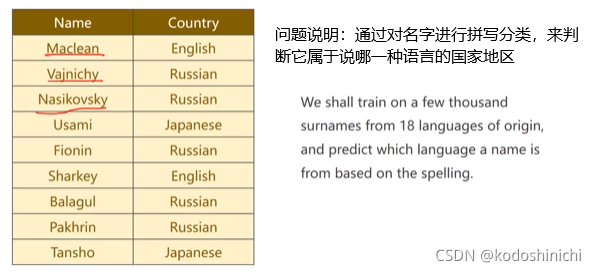 Name Country
Maclean English
Vajnichy Russian
Nasikovsky Russian
Usami Japanese
Fionin Russian
Sharkey English
Balagul Russian
Pakhrin Russian
Tansho Japanese
问题说明：通过对名字进行拼写分类，来判
断它属于说哪一种语言的国家地区
We shall train on a few thousand
surnames from 18 languages of origin,
and predict which language a name is
from based on the spelling.
CSDN @kodoshinichi